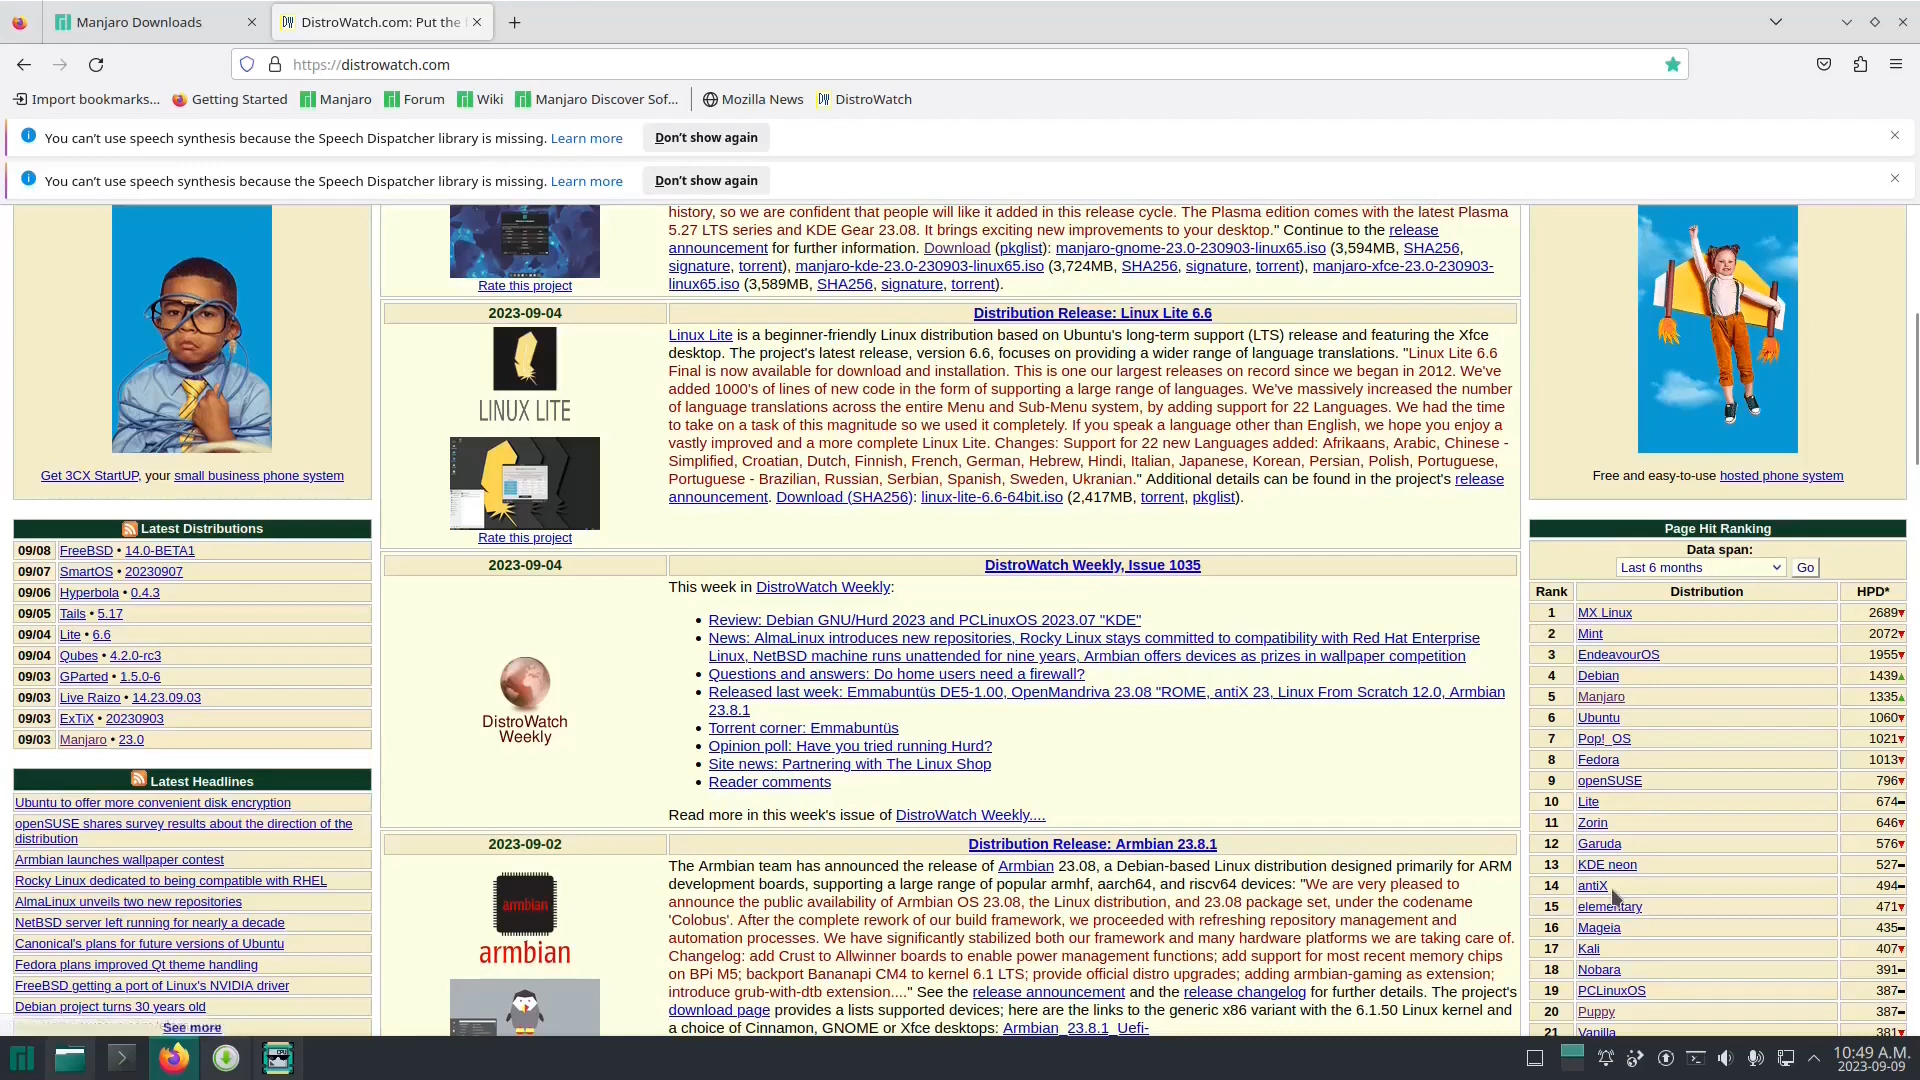 Manjaro Downloads
DistroWatch.com: Put the
https://distrowatch.com
Import bookmarks...
Getting Started
Manjaro
Forum
Wiki
Manjaro Discover Sof...
Mozilla News
DistroWatch
You can't use speech synthesis because the Speech Dispatcher library is missing. Learn more
Don't show again
You can't use speech synthesis because the Speech Dispatcher library is missing. Learn more
Don't show again
Get 3CX StartUP, your small business phone system
Latest Distributions
09/08 FreeBSD • 14.0-BETA1
09/07 SmartOS • 20230907
09/06 Hyperbola • 0.4.3
09/05 Tails • 5.17
09/04 Lite • 6.6
09/04 Qubes • 4.2.0-rc3
09/03 GParted • 1.5.0-6
09/03 Live Raizo • 14.23.09.03
09/03 ExTiX • 20230903
09/03 Manjaro • 23.0
Latest Headlines
Ubuntu to offer more convenient disk encryption
openSUSE shares survey results about the direction of the
distribution
Armbian launches wallpaper contest
Rocky Linux dedicated to being compatible with RHEL
AlmaLinux unveils two new repositories
NetBSD server left running for nearly a decade
Canonical's plans for future versions of Ubuntu
Fedora plans improved Qt theme handling
FreeBSD getting a port of Linux's NVIDIA driver
Debian project turns 30 years old
See more
history, so we are confident that people will like it added in this release cycle. The Plasma edition comes with the latest Plasma
5.27 LTS series and KDE Gear 23.08. It brings exciting new improvements to your desktop." Continue to the release
announcement for further information. Download (pkglist): manjaro-gnome-23.0-230903-linux65.iso (3,594MB, SHA256,
signature, torrent), manjaro-kde-23.0-230903-linux65.iso (3,724MB, SHA256, signature, torrent), manjaro-xfce-23.0-230903-
linux65.iso (3,589MB, SHA256, signature, torrent).
Rate this project
2023-09-04
Distribution Release: Linux Lite 6.6
LINUX LITE
Rate this project
Linux Lite is a beginner-friendly Linux distribution based on Ubuntu's long-term support (LTS) release and featuring the Xfce
desktop. The project's latest release, version 6.6, focuses on providing a wider range of language translations. "Linux Lite 6.6
Final is now available for download and installation. This is one our largest releases on record since we began in 2012. We've
added 1000's of lines of new code in the form of supporting a large range of languages. We've massively increased the number
of language translations across the entire Menu and Sub-Menu system, by adding support for 22 Languages. We had the time
to take on a task of this magnitude so we used it completely. If you speak a language other than English, we hope you enjoy a
vastly improved and a more complete Linux Lite. Changes: Support for 22 new Languages added: Afrikaans, Arabic, Chinese -
Simplified, Croatian, Dutch, Finnish, French, German, Hebrew, Hindi, Italian, Japanese, Korean, Persian, Polish, Portuguese,
Portuguese - Brazilian, Russian, Serbian, Spanish, Sweden, Ukranian." Additional details can be found in the project's release
announcement. Download (SHA256): linux-lite-6.6-64bit.iso (2,417MB, torrent, pkglist).
2023-09-04
DistroWatch Weekly, Issue 1035
DistroWatch
Weekly
This week in DistroWatch Weekly:
• Review: Debian GNU/Hurd 2023 and PCLinuxOS 2023.07 "KDE"
• News: AlmaLinux introduces new repositories, Rocky Linux stays committed to compatibility with Red Hat Enterprise
Linux, NetBSD machine runs unattended for nine years, Armbian offers devices as prizes in wallpaper competition
• Questions and answers: Do home users need a firewall?
• Released last week: Emmabuntüs DE5-1.00, OpenMandriva 23.08 "ROME, antiX 23, Linux From Scratch 12.0, Armbian
23.8.1
• Torrent corner: Emmabuntüs
• Opinion poll: Have you tried running Hurd?
• Site news: Partnering with The Linux Shop
• Reader comments
Read more in this week's issue of DistroWatch Weekly....
2023-09-02
Distribution Release: Armbian 23.8.1
armbian
armbian
The Armbian team has announced the release of Armbian 23.08, a Debian-based Linux distribution designed primarily for ARM
development boards, supporting a large range of popular armhf, aarch64, and riscv64 devices: "We are very pleased to
announce the public availability of Armbian OS 23.08, the Linux distribution, and 23.08 package set, under the codename
'Colobus'. After the complete rework of our build framework, we proceeded with refreshing repository management and
automation processes. We have significantly stabilized both our framework and many hardware platforms we are taking care of.
Changelog: add Crust to Allwinner boards to enable power management functions; add support for most recent memory chips
on BPi M5; backport Bananapi CM4 to kernel 6.1 LTS; provide official distro upgrades; adding armbian-gaming as extension;
introduce grub-with-dtb extension...." See the release announcement and the release changelog for further details. The project's
download page provides a lists supported devices; here are the links to the generic x86 variant with the 6.1.50 Linux kernel and
a choice of Cinnamon, GNOME or Xfce desktops: Armbian_23.8.1_Uefi-
Free and easy-to-use hosted phone system
Page Hit Ranking
Data span:
Last 6 months
Go
Rank Distribution HPD*
1 MX Linux 2689
2 Mint 2072
3 EndeavourOS 1955
4 Debian 1439
5 Manjaro 1335
6 Ubuntu 1060
7 Pop!_OS 1021
8 Fedora 1013
9 openSUSE 796
10 Lite 674
11 Zorin 646
12 Garuda 576
13 KDE neon 527
14 antiX 494
15 elementary 471
16 Mageia 435
17 Kali 407
18 Nobara 391
19 PCLinuxOS 387
20 Puppy 387
21 Vanilla 381
10:49 A.M.
2023-09-09